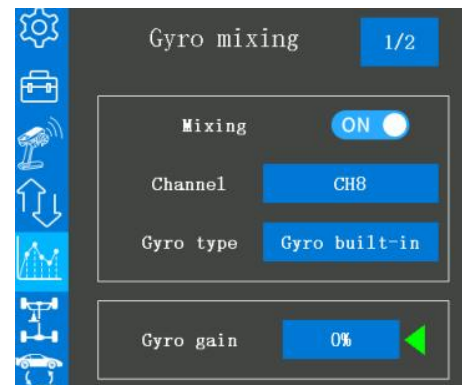 Gyro mixing 1/2
Mixing ON
Channel CH8
Gyro type Gyro built-in
Gyro gain 0%